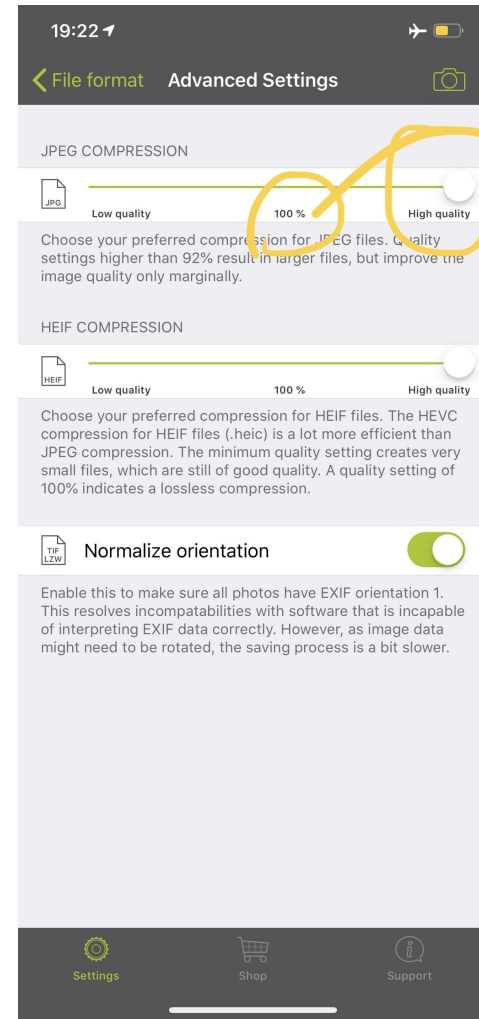 19:22
File format Advanced Settings
JPEG COMPRESSION
JPG
Low quality 100 % High quality
Choose your preferred compression for JPEG files. Quality
settings higher than 92% result in larger files, but improve the
image quality only marginally.
HEIF COMPRESSION
HEIF
Low quality 100 % High quality
Choose your preferred compression for HEIF files. The HEVC
compression for HEIF files (.heic) is a lot more efficient than
JPEG compression. The minimum quality setting creates very
small files, which are still of good quality. A quality setting of
100% indicates a lossless compression.
TIF
LZW
Normalize orientation
Enable this to make sure all photos have EXIF orientation 1.
This resolves incompatabilities with software that is incapable
of interpreting EXIF data correctly. However, as image data
might need to be rotated, the saving process is a bit slower.
Settings Shop Support